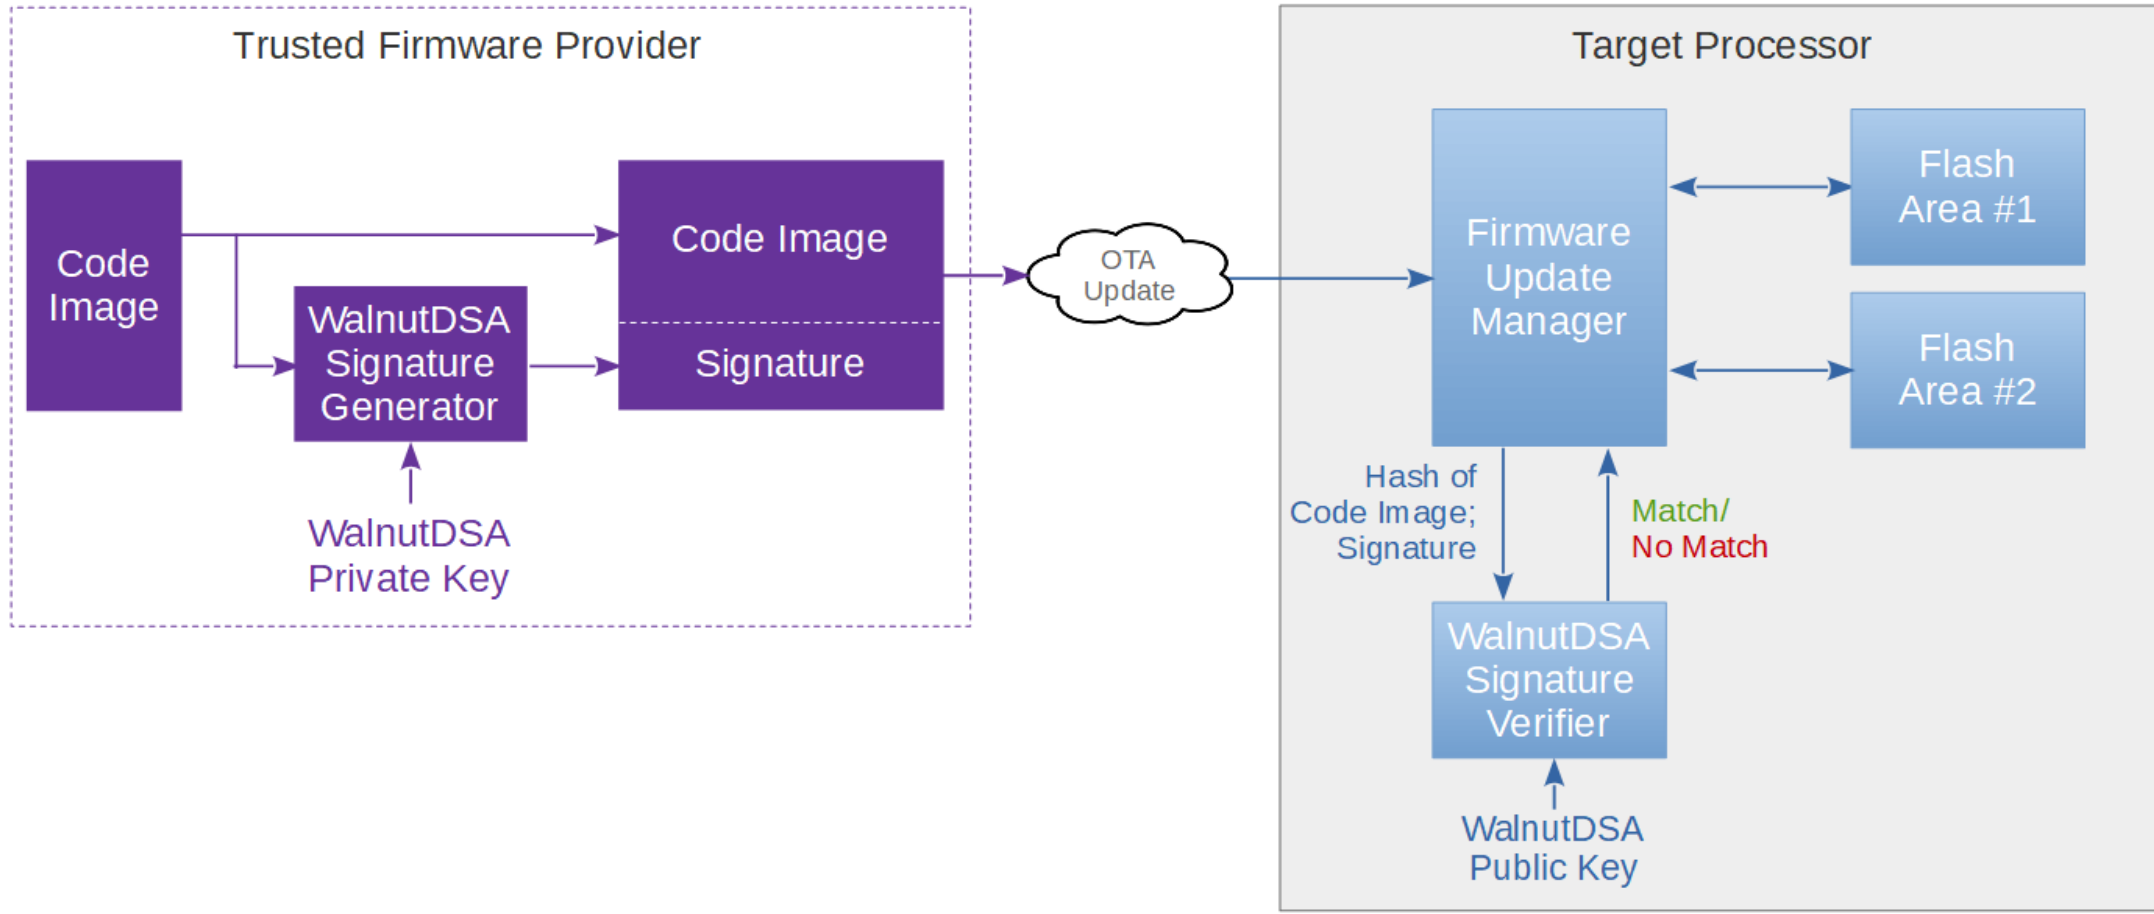 Trusted Firmware Provider
Code
Image
WalnutDSA
Signature
Generator
WalnutDSA
Private Key
Code Image
Signature
OTA
Update
Target Processor
Firmware
Update
Manager
Flash
Area #1
Flash
Area #2
Hash of
Code Image;
Signature
Match/
No Match
WalnutDSA
Signature
Verifier
WalnutDSA
Public Key